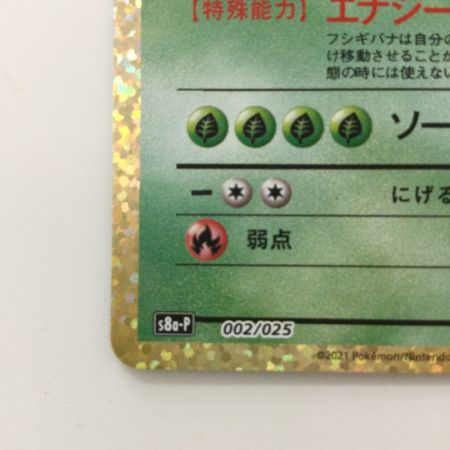 【特殊能力】 エナジー
フシギバナは自分の
け移動させることか
態の時には使えない
ソー
ー にげる
弱点
s8a-P 002/025
©2021 Pokémon/Nintendo